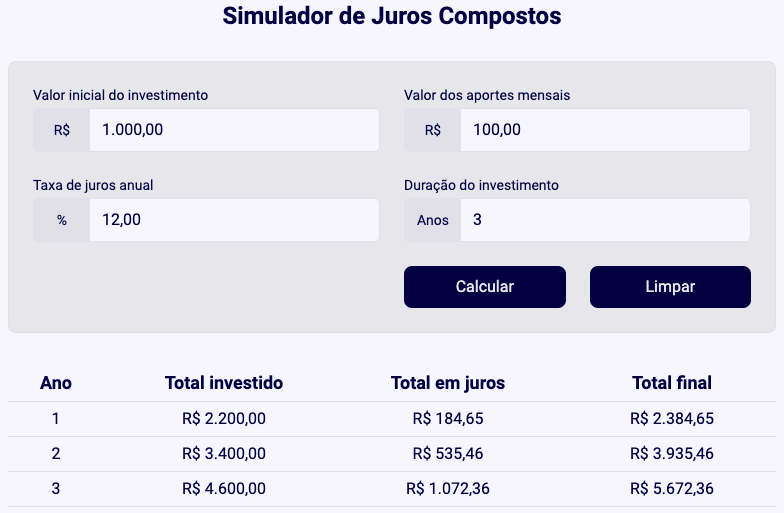 Simulador de Juros Compostos
Valor inicial do investimento
R$ 1.000,00
Valor dos aportes mensais
R$ 100,00
Taxa de juros anual
% 12,00
Duração do investimento
Anos 3
Calcular Limpar
Ano Total investido Total em juros Total final
1 R$ 2.200,00 R$ 184,65 R$ 2.384,65
2 R$ 3.400,00 R$ 535,46 R$ 3.935,46
3 R$ 4.600,00 R$ 1.072,36 R$ 5.672,36